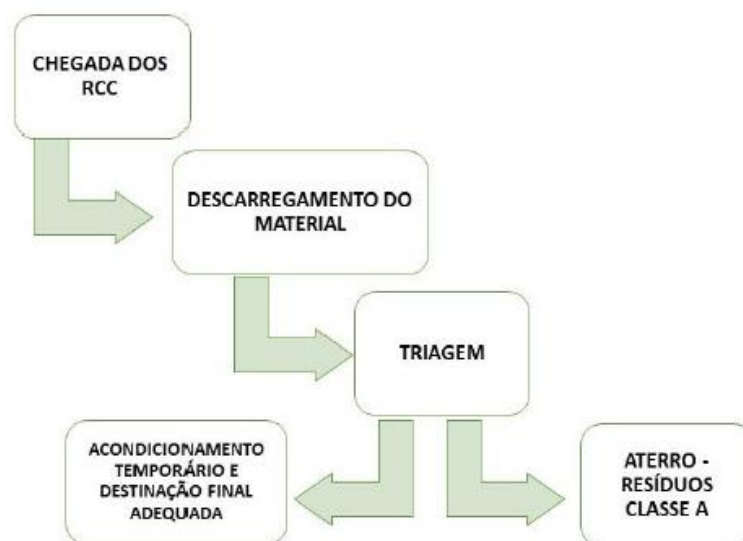 CHEGADA DOS
RCC
DESCARREGAMENTO DO
MATERIAL
TRIAGEM
ACONDICIONAMENTO
TEMPORÁRIO E
DESTINAÇÃO FINAL
ADEQUADA
ATERRO -
RESÍDUOS
CLASSE A